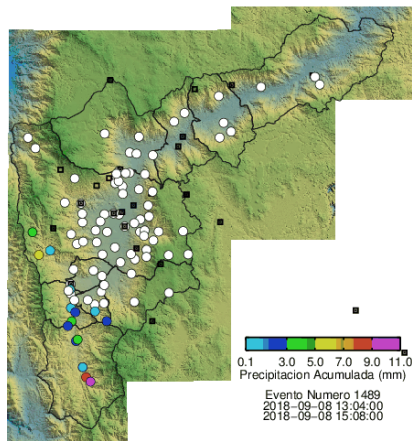 0.1 3.0 5.0 7.0 9.0 11.0
Precipitacion Acumulada (mm)
Evento Numero 1489
2018-09-08 13:04:00
2018-09-08 15:08:00